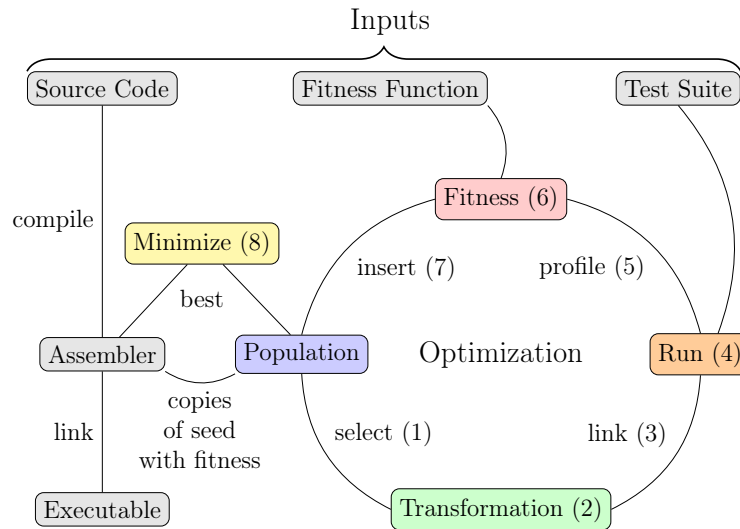 Inputs
Source Code
Fitness Function
Test Suite
Fitness (6)
compile
Minimize (8)
insert (7)
profile (5)
best
Assembler
Population
Optimization
Run (4)
copies
of seed
with fitness
link
select (1)
link (3)
Executable
Transformation (2)